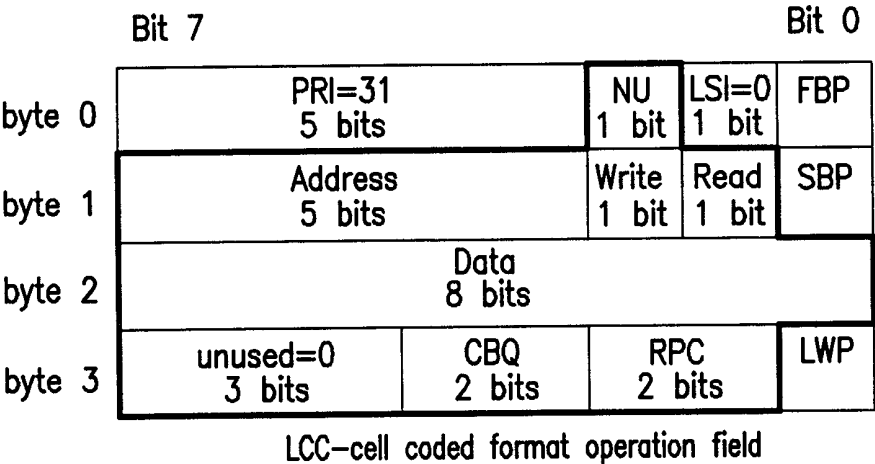 Bit 7 Bit 0
byte 0 PRI=31 NU LSI=0 FBP
5 bits 1 bit 1 bit
byte 1 Address Write Read SBP
5 bits 1 bit 1 bit
byte 2 Data
8 bits
byte 3 unused=0 CBQ RPC LWP
3 bits 2 bits 2 bits
LCC-cell coded format operation field